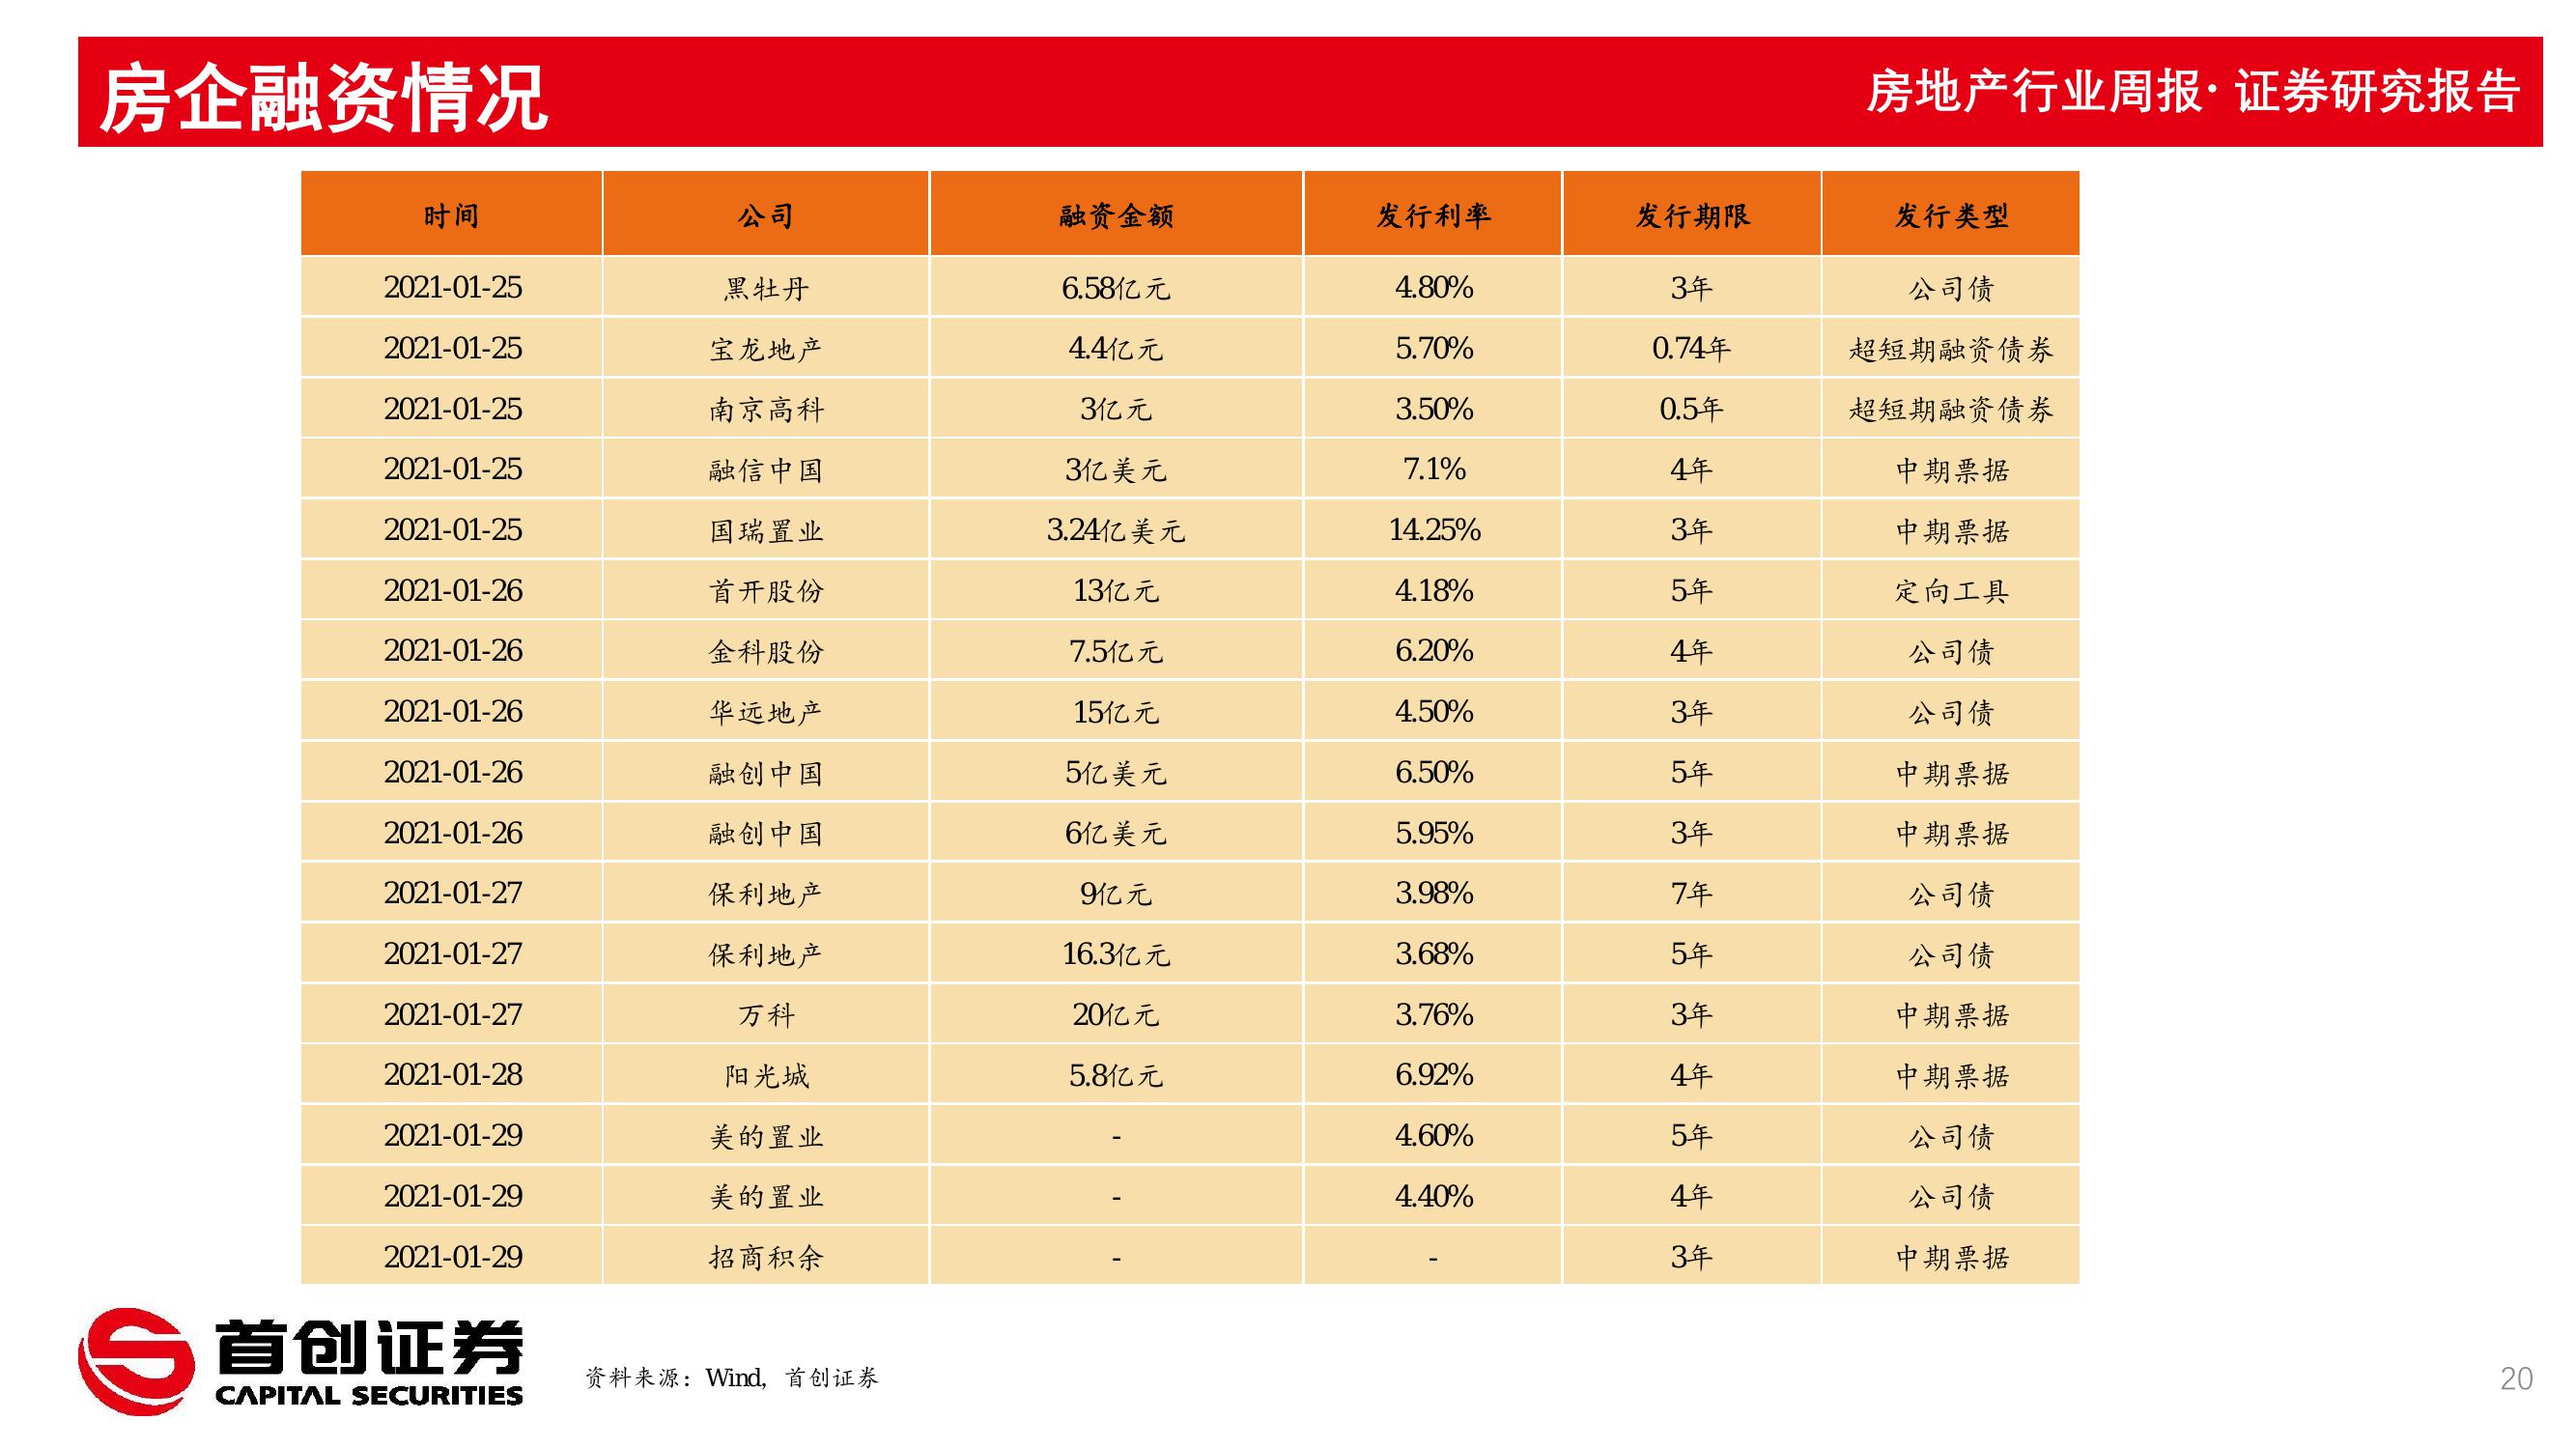 房企融资情况
房地产行业周报· 证券研究报告
时间 公司 融资金额 发行利率 发行期限 发行类型
2021-01-25 黑牡丹 6.58亿元 4.80% 3年 公司债
2021-01-25 宝龙地产 4.4亿元 5.70% 0.74年 超短期融资债券
2021-01-25 南京高科 3亿元 3.50% 0.5年 超短期融资债券
2021-01-25 融信中国 3亿美元 7.1% 4年 中期票据
2021-01-25 国瑞置业 3.24亿美元 14.25% 3年 中期票据
2021-01-26 首开股份 13亿元 4.18% 5年 定向工具
2021-01-26 金科股份 7.5亿元 6.20% 4年 公司债
2021-01-26 华远地产 15亿元 4.50% 3年 公司债
2021-01-26 融创中国 5亿美元 6.50% 5年 中期票据
2021-01-26 融创中国 6亿美元 5.95% 3年 中期票据
2021-01-27 保利地产 9亿元 3.98% 7年 公司债
2021-01-27 保利地产 16.3亿元 3.68% 5年 公司债
2021-01-27 万科 20亿元 3.76% 3年 中期票据
2021-01-28 阳光城 5.8亿元 6.92% 4年 中期票据
2021-01-29 美的置业 - 4.60% 5年 公司债
2021-01-29 美的置业 - 4.40% 4年 公司债
2021-01-29 招商积余 - - 3年 中期票据
首创证券
CAPITAL SECURITIES
资料来源：Wind，首创证券
20